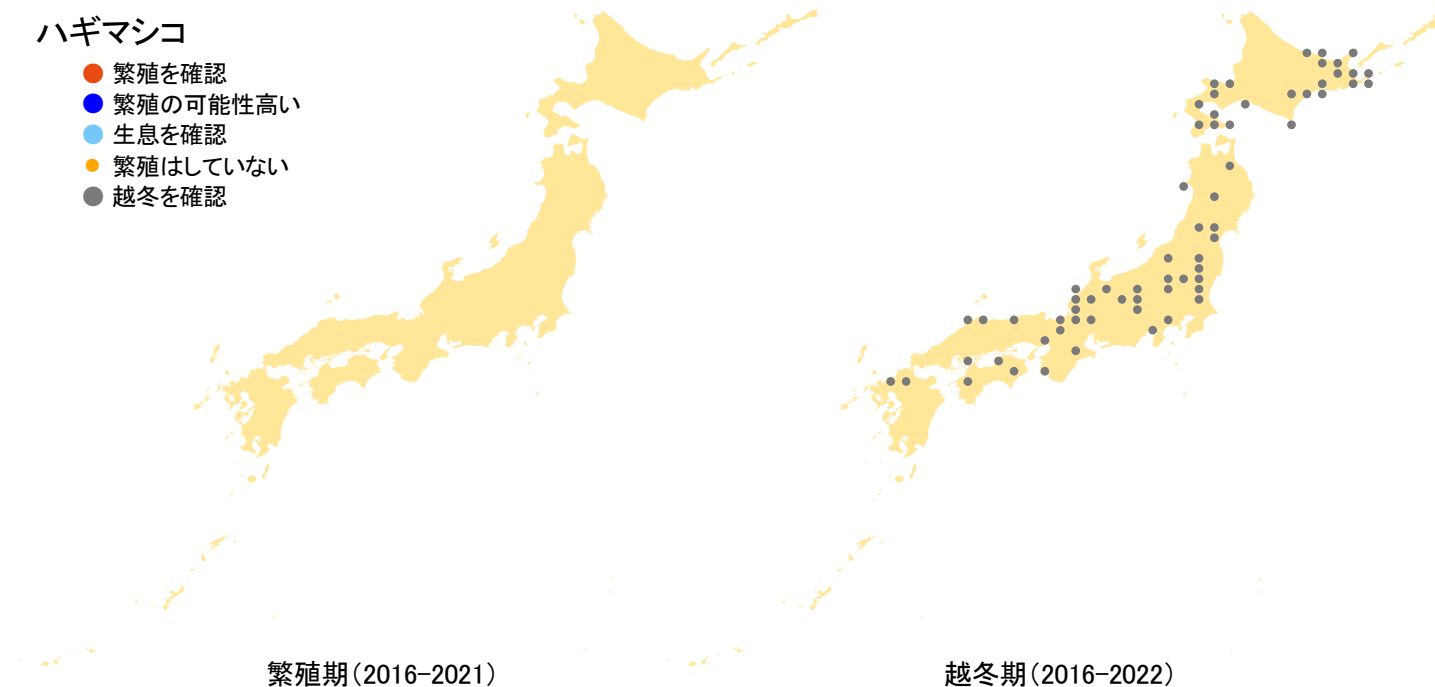 ハギマシコ
繁殖を確認
繁殖の可能性高い
生息を確認
繁殖はしていない
越冬を確認
繁殖期(2016-2021)
越冬期(2016-2022)